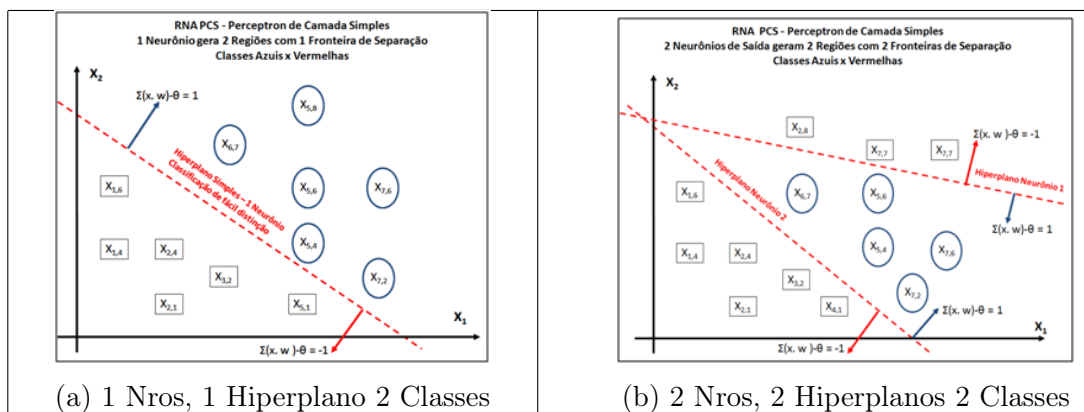 RNA PCS - Perceptron de Camada Simples
1 Neurônio gera 2 Regiões com 1 Fronteira de Separação
Classes Azuis x Vermelhas
X2
Σ(x. w)-θ = 1
X5,8
X6,7
Hiperplano Simples – 1 Neurônio
Classificação de fácil distinção
X1,6
X5,6
X7,6
X1,4
X2,4
X5,4
X3,2
X7,2
X2,1
X5,1
X1
Σ(x. w )-θ = -1
(a) 1 Nros, 1 Hiperplano 2 Classes
RNA PCS - Perceptron de Camada Simples
2 Neurônios de Saída geram 2 Regiões com 2 Fronteiras de Separação
Classes Azuis x Vermelhas
X2
X2,8
X7,7
X7,7
Σ(x. w )-θ = -1
Hiperplano Neurônio 1
Hiperplano Neurônio 2
X1,6
X6,7
X5,6
Σ(x. w )-θ = 1
X1,4
X2,4
X5,4
X7,6
X3,2
X7,2
X2,1
X4,1
Σ(x. w )-θ = 1
X1
Σ(x. w )-θ = -1
(b) 2 Nros, 2 Hiperplanos 2 Classes